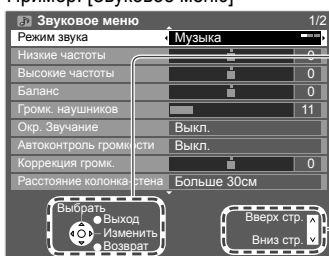 Пример: [Звуковое меню]
Звуковое меню 1/2
Режим звука Музыка
Низкие частоты 0
Высокие частоты 0
Баланс 0
Громк. наушников 11
Окр. Звучание Выкл.
Автоконтроль громкости Выкл.
Коррекция громк. 0
Расстояние колонка-стена Больше 30см
Выбрать
Выход
Изменить
Возврат
Вверх стр.
Вниз стр.